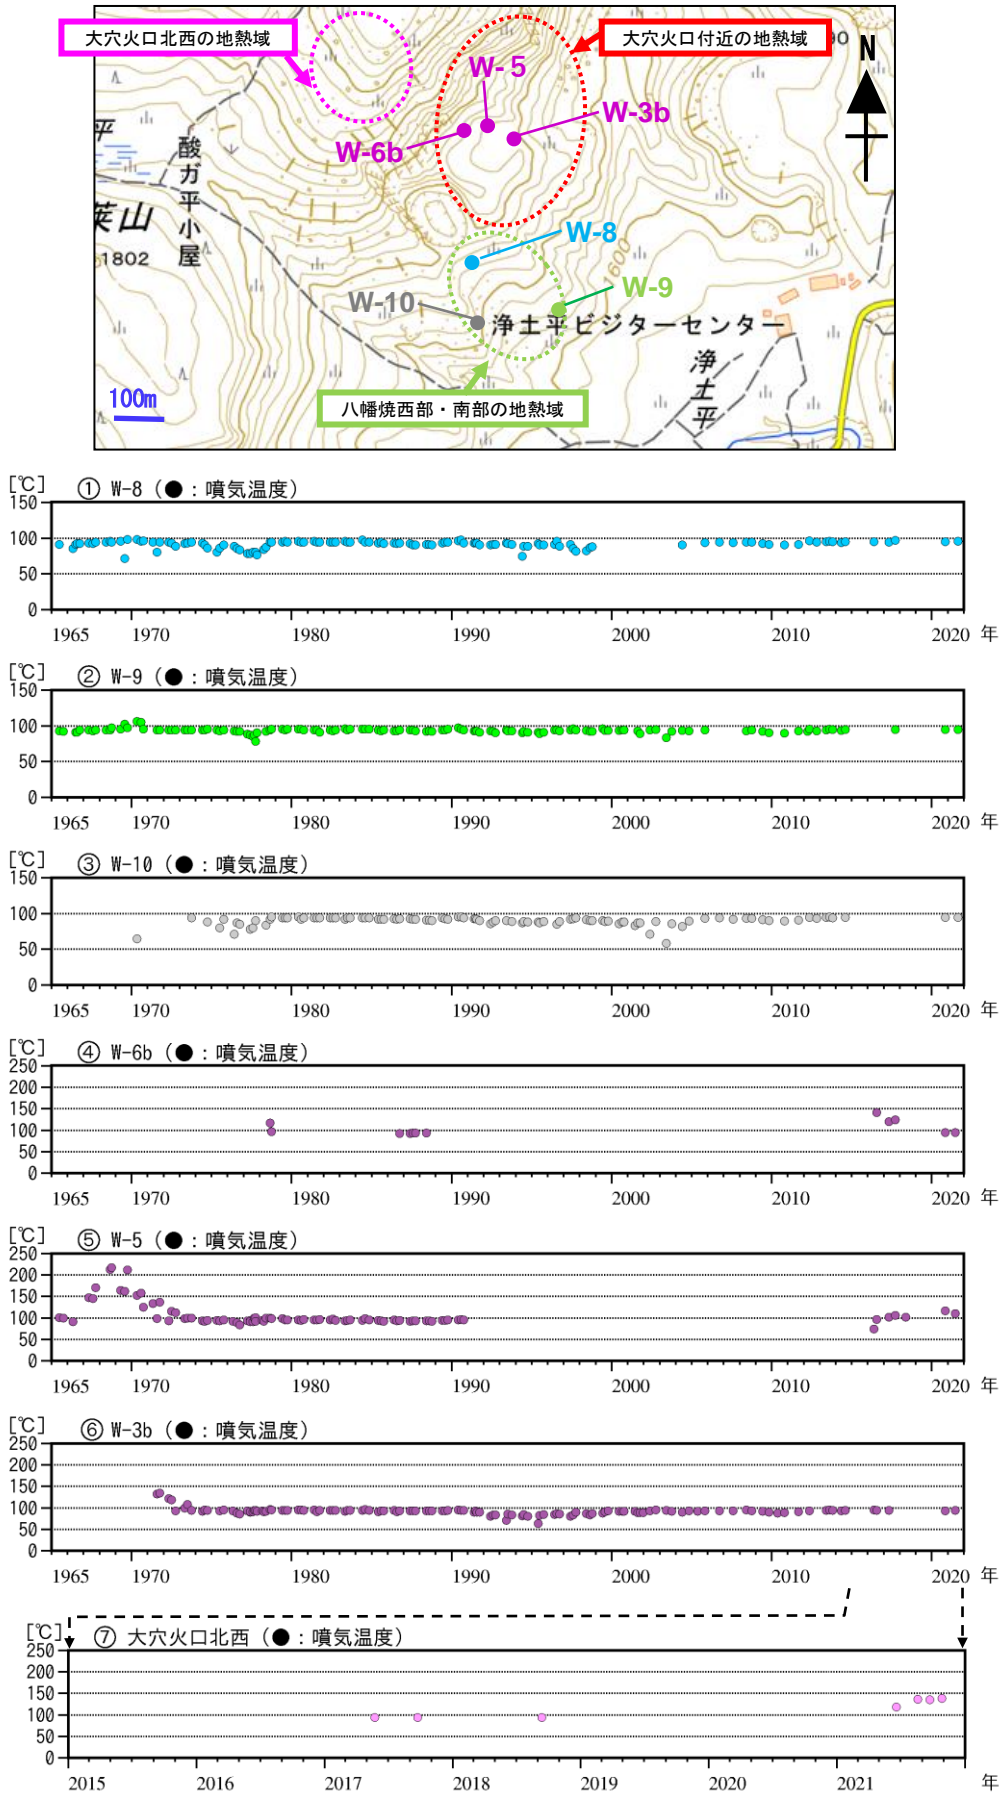 大穴火口北西の地熱域
大穴火口付近の地熱域
90
N
W-5
W-3b
W-6b
平
酸ガ平小屋
莱山
1802
W-8
1600
W-9
W-10
浄土平ビジターセンター
浄土平
100m
八幡焼西部・南部の地熱域
[℃]
① W-8 (●:噴気温度)
150
100
50
0
1965 1970 1980 1990 2000 2010 2020 年
[℃]
② W-9 (●:噴気温度)
150
100
50
0
1965 1970 1980 1990 2000 2010 2020 年
[℃]
③ W-10 (●:噴気温度)
150
100
50
0
1965 1970 1980 1990 2000 2010 2020 年
[℃]
④ W-6b (●:噴気温度)
250
200
150
100
50
0
1965 1970 1980 1990 2000 2010 2020 年
[℃]
⑤ W-5 (●:噴気温度)
250
200
150
100
50
0
1965 1970 1980 1990 2000 2010 2020 年
[℃]
⑥ W-3b (●:噴気温度)
250
200
150
100
50
0
1965 1970 1980 1990 2000 2010 2020 年
[℃]
⑦ 大穴火口北西 (●:噴気温度)
250
200
150
100
50
0
2015 2016 2017 2018 2019 2020 2021 年